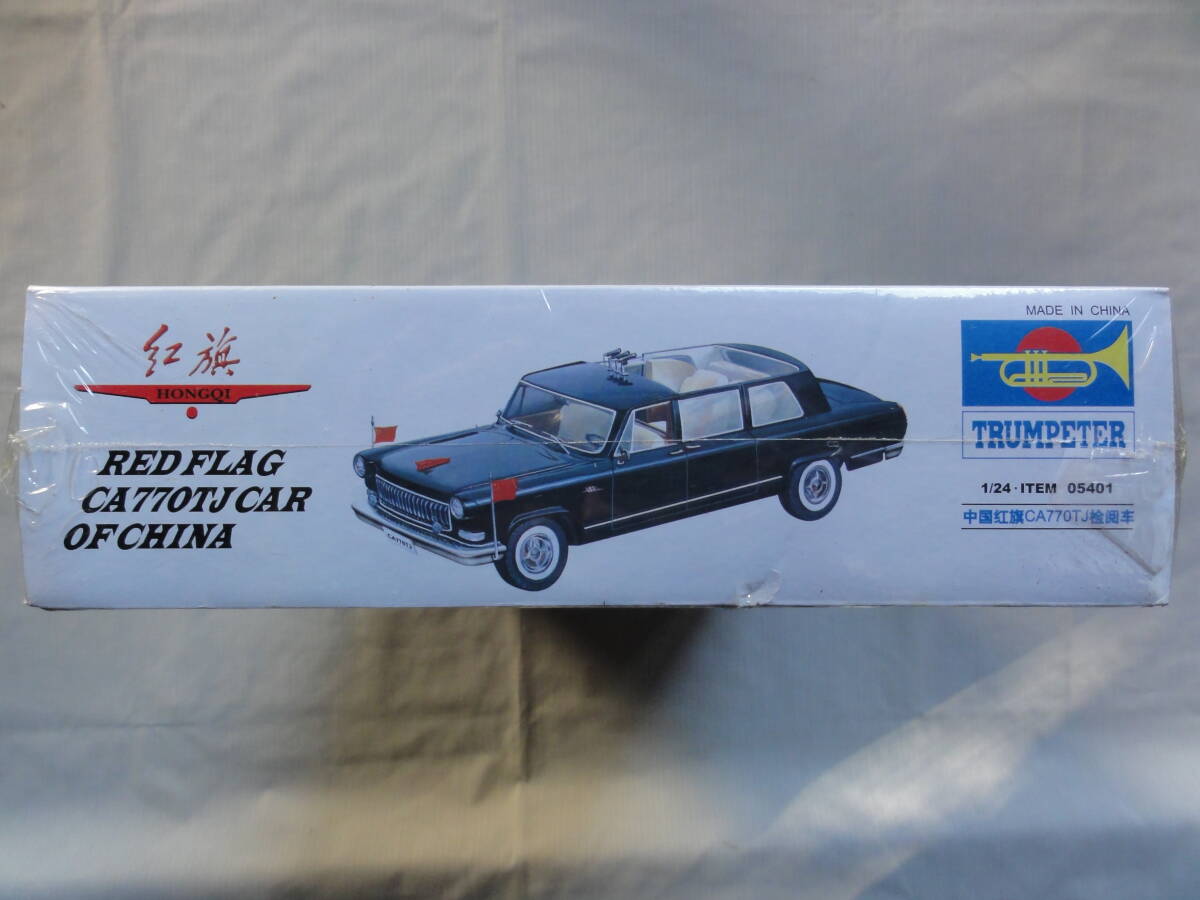 红旗
HONGQI
RED FLAG
CA770TJ CAR
OF CHINA
CA770TJ
MADE IN CHINA
TRUMPETER
1/24·ITEM 05401
中国红旗CA770TJ检阅车